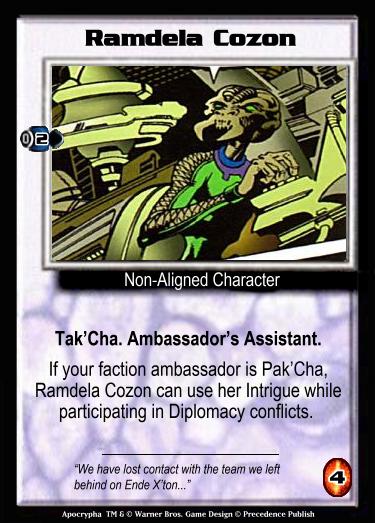 Ramdela Cozon
0 2
Non-Aligned Character
Tak'Cha. Ambassador's Assistant.
If your faction ambassador is Pak'Cha,
Ramdela Cozon can use her Intrigue while
participating in Diplomacy conflicts.
"We have lost contact with the team we left
behind on Ende X'ton..."
4
Apocrypha TM & © Warner Bros. Game Design © Precedence Publish